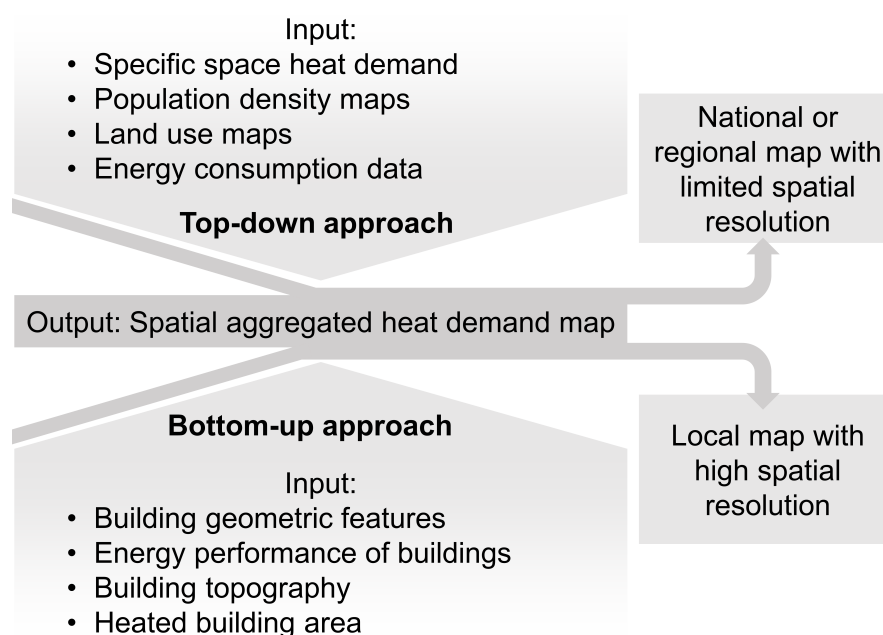 Input:
• Specific space heat demand
• Population density maps
• Land use maps
• Energy consumption data
Top-down approach
National or
regional map with
limited spatial
resolution
Output: Spatial aggregated heat demand map
Bottom-up approach
Input:
• Building geometric features
• Energy performance of buildings
• Building topography
• Heated building area
Local map with
high spatial
resolution